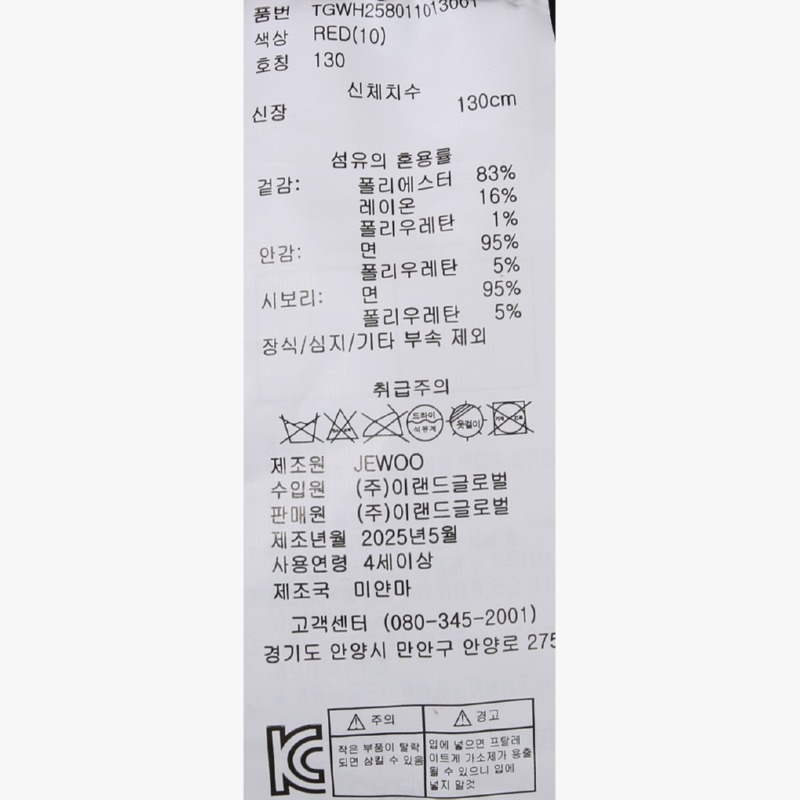 품번 TGWH258011013001
색상 RED(10)
호칭 130
신체치수
신장 130cm
섬유의 혼용률
겉감: 폴리에스터 83%
레이온 16%
폴리우레탄 1%
안감: 면 95%
폴리우레탄 5%
시보리: 면 95%
폴리우레탄 5%
장식/심지/기타 부속 제외
취급주의
드라이
석유계
옷걸이
제조원 JEWOO
수입원 (주)이랜드글로벌
판매원 (주)이랜드글로벌
제조년월 2025년5월
사용연령 4세이상
제조국 미얀마
고객센터 (080-345-2001)
경기도 안양시 만안구 안양로 275
주의
작은 부품이 탈락
되면 삼킬 수 있음
경고
입에 넣으면 프탈레
이트계 가소제가 용출
될 수 있으니 입에
넣지 말것